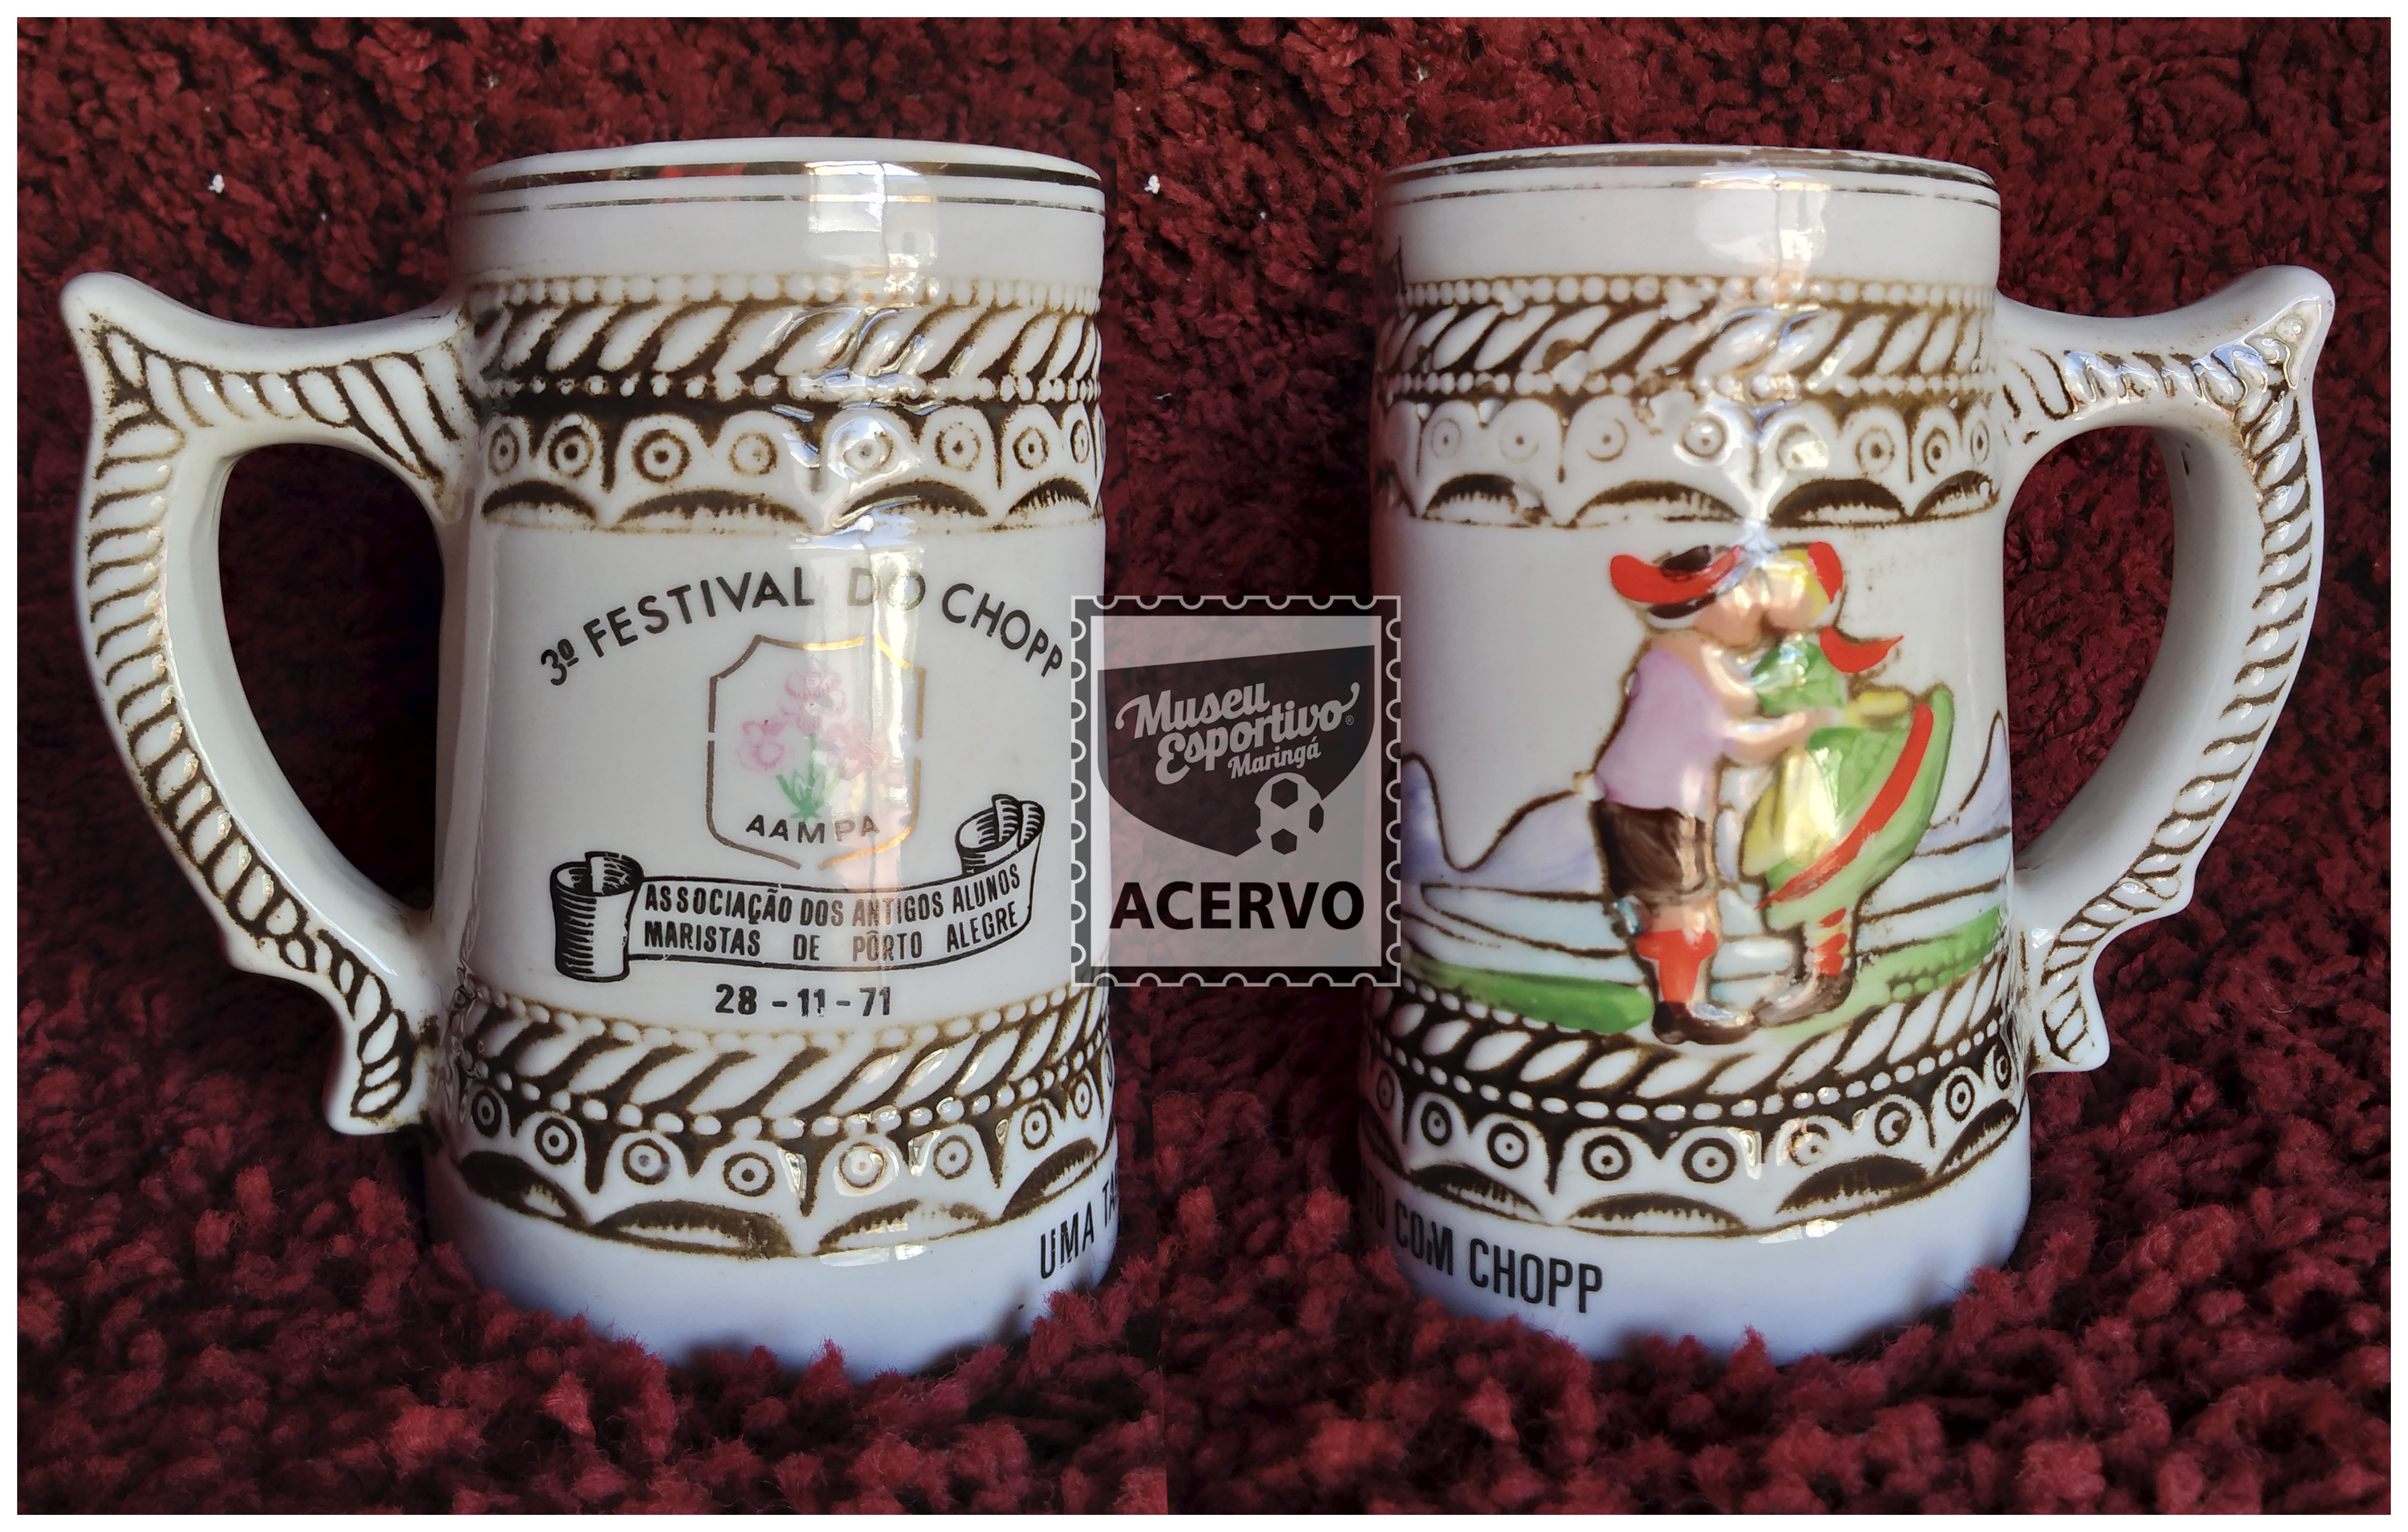 3º FESTIVAL DO CHOPP
AAMPA
ASSOCIAÇÃO DOS ANTIGOS ALUNOS
MARISTAS DE PÔRTO ALEGRE
28 - 11 - 71
UMA
COM CHOPP
Museu
Esportivo®
Maringá
ACERVO